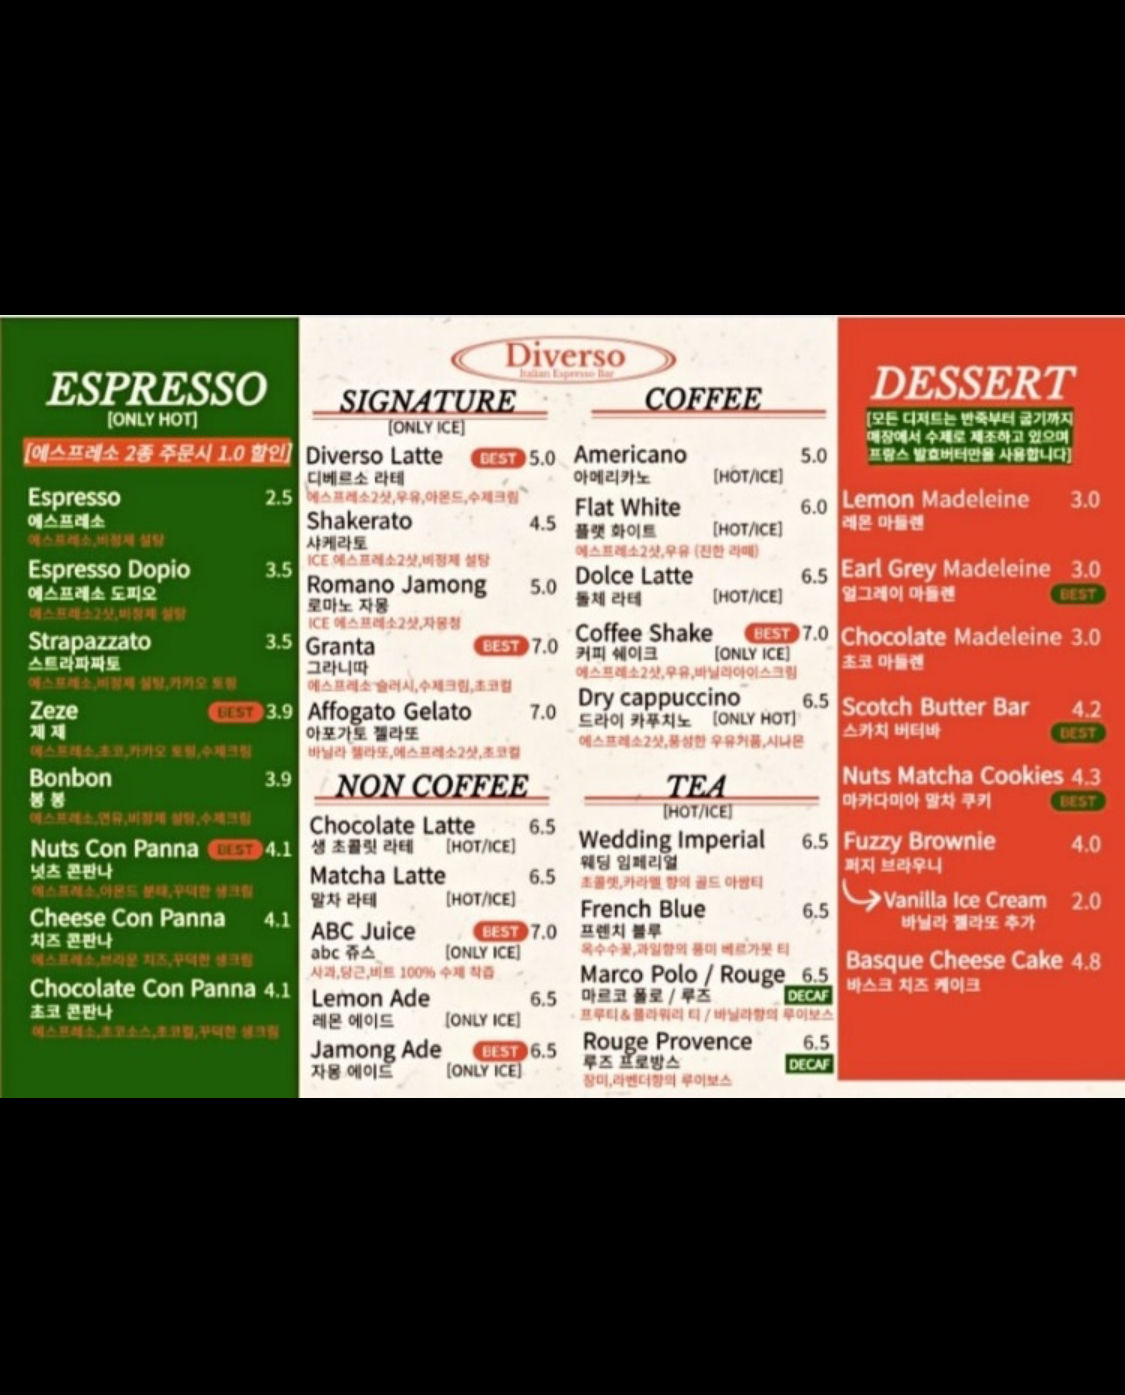 Diverso
Italian Espresso Bar
ESPRESSO
[ONLY HOT]
[에스프레소 2종 주문시 1.0 할인]
Espresso 2.5
에스프레소
에스프레소,비정제 설탕
Espresso Dopio 3.5
에스프레소 도피오
에스프레소2샷,비정제 설탕
Strapazzato 3.5
스트라파짜토
에스프레소,비정제 설탕,카카오 토핑
Zeze BEST 3.9
제 제
에스프레소,초코,카카오 토핑,수제크림
Bonbon 3.9
봉 봉
에스프레소,연유,비정제 설탕,수제크림
Nuts Con Panna BEST 4.1
넛츠 콘판나
에스프레소,아몬드 분태,꾸덕한 생크림
Cheese Con Panna 4.1
치즈 콘판나
에스프레소,브라운 치즈,꾸덕한 생크림
Chocolate Con Panna 4.1
초코 콘판나
에스프레소,초코소스,초코컬,꾸덕한 생크림
SIGNATURE
[ONLY ICE]
Diverso Latte BEST 5.0
디베르소 라테
에스프레소2샷,우유,아몬드,수제크림
Shakerato 4.5
샤케라토
ICE 에스프레소2샷,비정제 설탕
Romano Jamong 5.0
로마노 자몽
ICE 에스프레소2샷,자몽청
Granta BEST 7.0
그라니따
에스프레소 슬러시,수제크림,초코컬
Affogato Gelato 7.0
아포가토 젤라또
바닐라 젤라또,에스프레소2샷,초코컬
NON COFFEE
Chocolate Latte 6.5
생 초콜릿 라테 [HOT/ICE]
Matcha Latte 6.5
말차 라테 [HOT/ICE]
ABC Juice BEST 7.0
abc 쥬스 [ONLY ICE]
사과,당근,비트 100% 수제 착즙
Lemon Ade 6.5
레몬 에이드 [ONLY ICE]
Jamong Ade BEST 6.5
자몽 에이드 [ONLY ICE]
COFFEE
Americano 5.0
아메리카노 [HOT/ICE]
Flat White 6.0
플랫 화이트 [HOT/ICE]
에스프레소2샷,우유 (진한 라떼)
Dolce Latte 6.5
돌체 라테 [HOT/ICE]
Coffee Shake BEST 7.0
커피 쉐이크 [ONLY ICE]
에스프레소2샷,우유,바닐라아이스크림
Dry cappuccino 6.5
드라이 카푸치노 [ONLY HOT]
에스프레소2샷,풍성한 우유거품,시나몬
TEA
[HOT/ICE]
Wedding Imperial 6.5
웨딩 임페리얼
초콜렛,카라멜 향의 골드 아쌈티
French Blue 6.5
프렌치 블루
옥수수꽃,과일향의 풍미 베르가못 티
Marco Polo / Rouge 6.5
마르코 폴로 / 루즈 DECAF
프루티&플라워리 티 / 바닐라향의 루이보스
Rouge Provence 6.5
루즈 프로방스 DECAF
장미,라벤더향의 루이보스
DESSERT
[모든 디저트는 반죽부터 굽기까지
매장에서 수제로 제조하고 있으며
프랑스 발효버터만을 사용합니다]
Lemon Madeleine 3.0
레몬 마들렌
Earl Grey Madeleine 3.0
얼그레이 마들렌 BEST
Chocolate Madeleine 3.0
초코 마들렌
Scotch Butter Bar 4.2
스카치 버터바 BEST
Nuts Matcha Cookies 4.3
마카다미아 말차 쿠키 BEST
Fuzzy Brownie 4.0
퍼지 브라우니
Vanilla Ice Cream 2.0
바닐라 젤라또 추가
Basque Cheese Cake 4.8
바스크 치즈 케이크